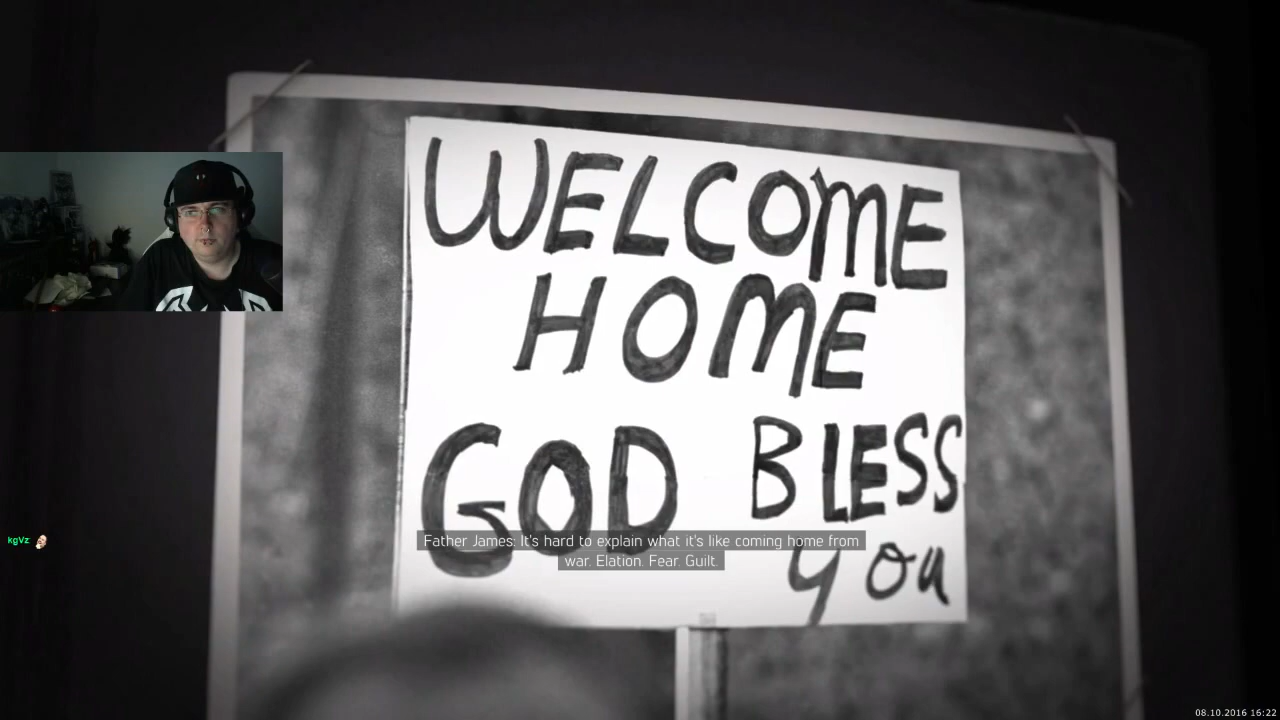 WELCOME
HOME
GOD BLESS
you
Father James: It's hard to explain what it's like coming home from
war. Elation. Fear. Guilt.
kgVz
08.10.2016 16:22